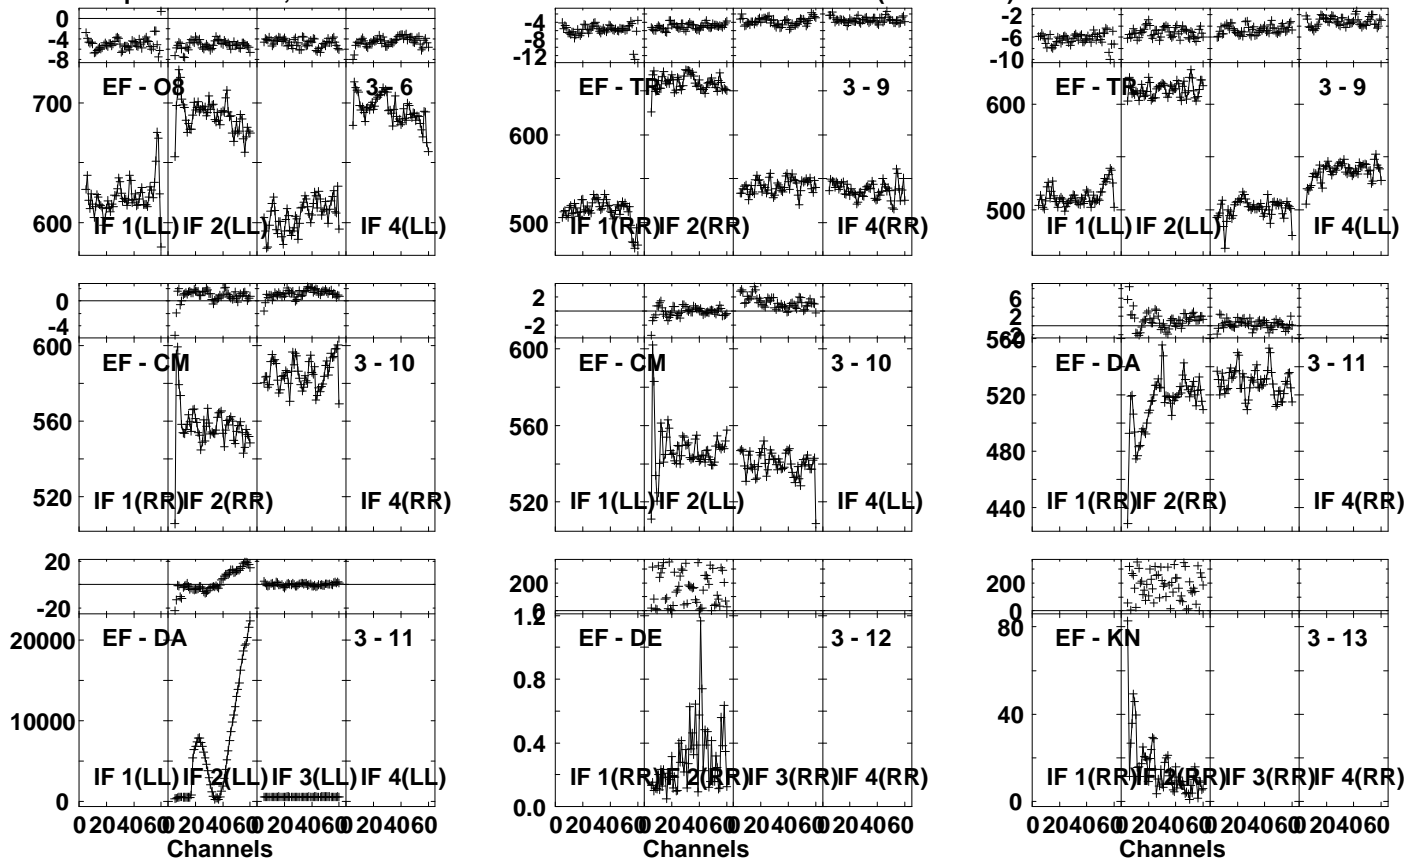 0
-4
-8
EF - O8
3 - 6
700
600
IF 1(LL) IF 2(LL) IF 4(LL)
-4
-8
-12
EF - TR
3 - 9
600
500
IF 1(RR) IF 2(RR) IF 4(RR)
-2
-6
-10
EF - TR
3 - 9
600
500
IF 1(LL) IF 2(LL) IF 4(LL)
0
-4
600
EF - CM
3 - 10
560
520
IF 1(RR) IF 2(RR) IF 4(RR)
2
-2
600
EF - CM
3 - 10
560
520
IF 1(LL) IF 2(LL) IF 4(LL)
6
2
-2
560
EF - DA
3 - 11
520
480
440
IF 1(RR) IF 2(RR) IF 4(RR)
20
0
-20
20000
EF - DA
3 - 11
10000
0
IF 1(LL) IF 2(LL) IF 3(LL) IF 4(LL)
0 204060 0 204060 0 204060 0 204060
Channels
200
0
1.2
EF - DE
3 - 12
0.8
0.4
0.0
IF 1(RR) IF 2(RR) IF 3(RR) IF 4(RR)
0 204060 0 204060 0 204060 0 204060
Channels
200
0
80
EF - KN
3 - 13
40
0
IF 1(RR) IF 2(RR) IF 3(RR) IF 4(RR)
0 204060 0 204060 0 204060 0 204060
Channels